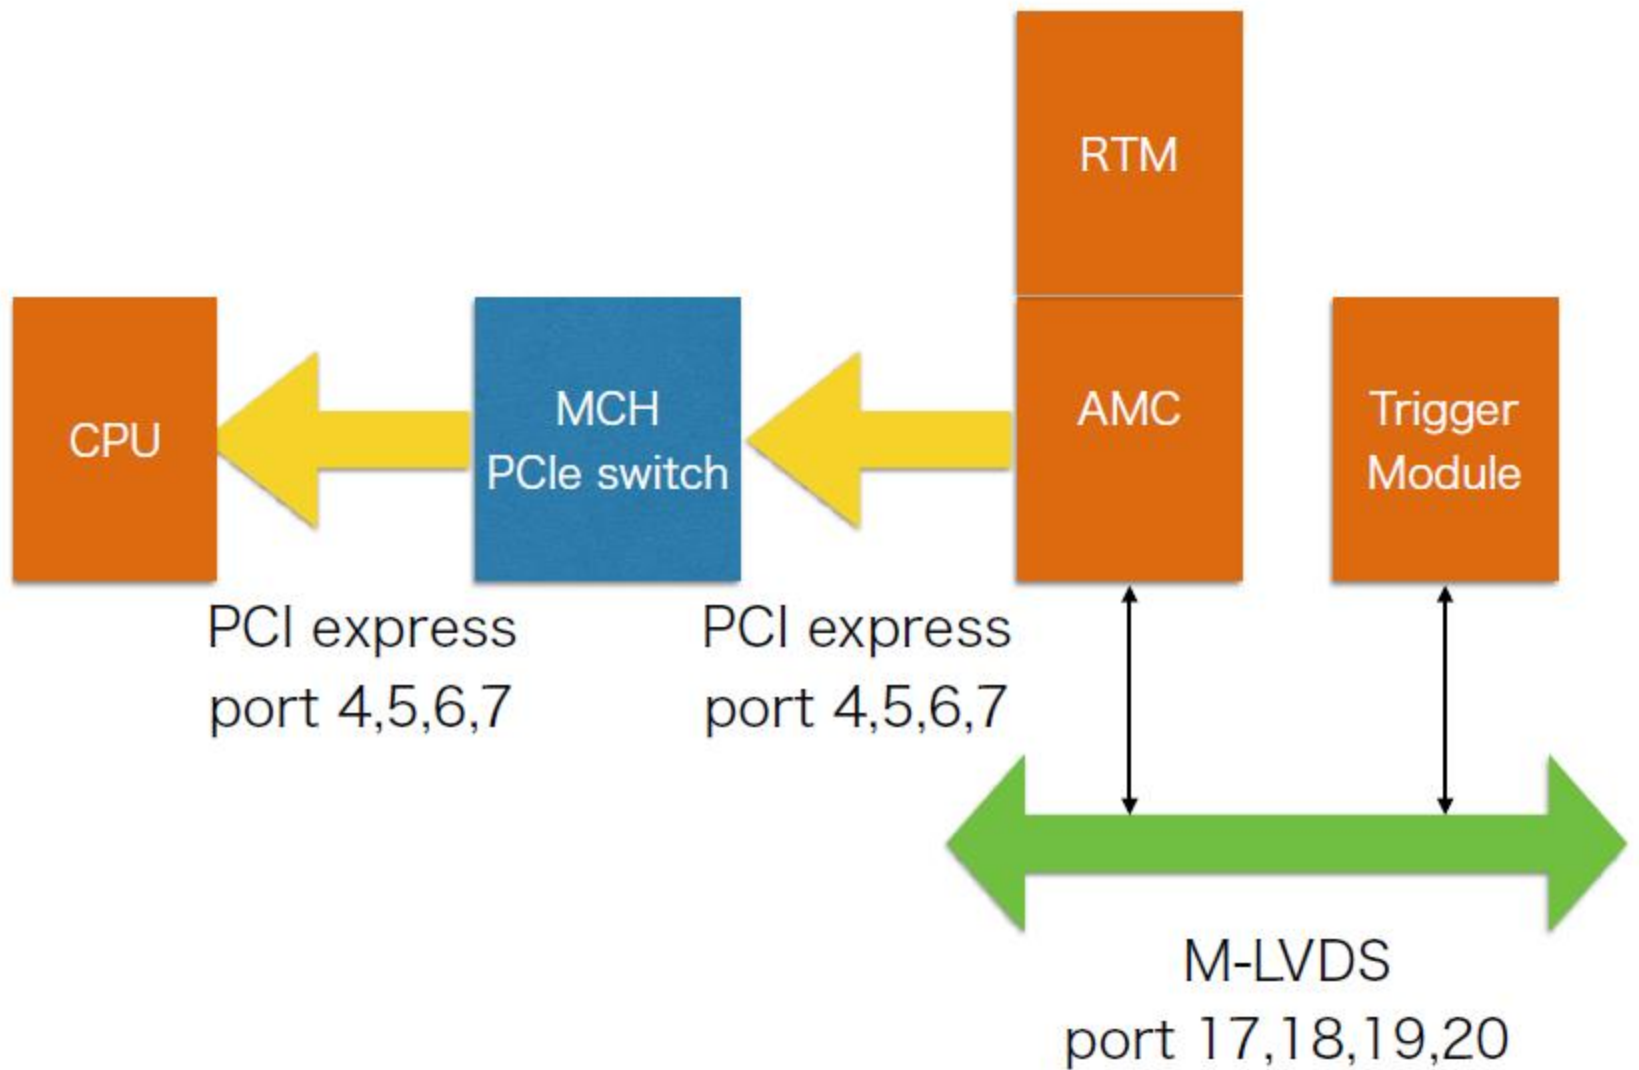 RTM
CPU
MCH
PCIe switch
AMC
Trigger
Module
PCI express
port 4,5,6,7
PCI express
port 4,5,6,7
M-LVDS
port 17,18,19,20